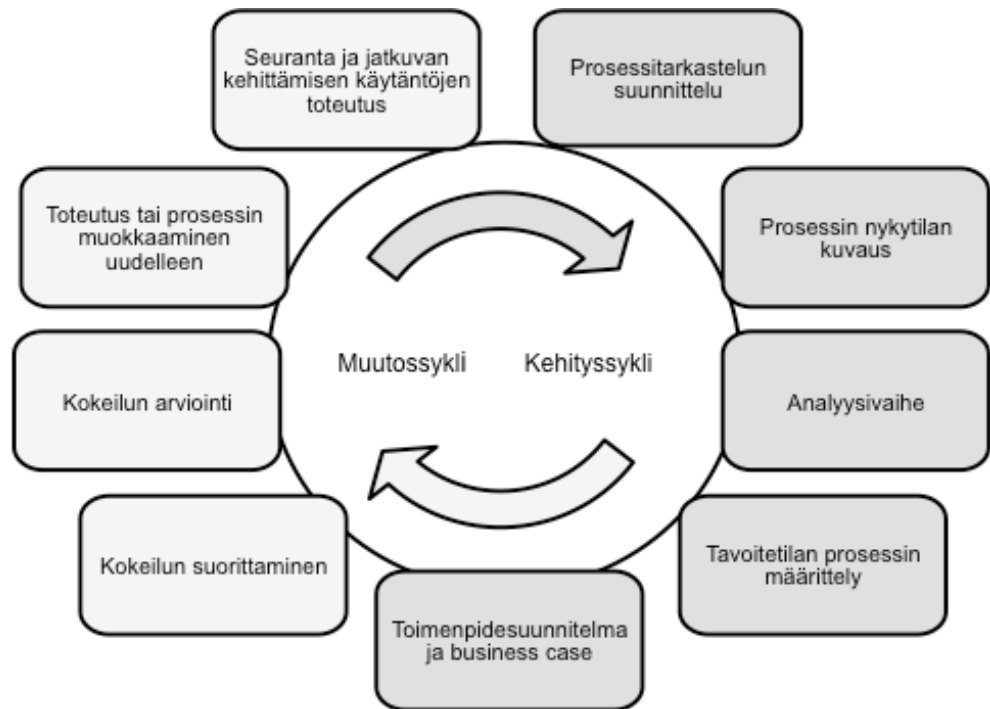 Seuranta ja jatkuvan
kehittämisen käytäntöjen
toteutus
Prosessitarkastelun
suunnittelu
Toteutus tai prosessin
muokkaaminen
uudelleen
Prosessin nykytilan
kuvaus
Muutossykli
Kehityssykli
Kokeilun arviointi
Analyysivaihe
Kokeilun suorittaminen
Tavoitetilan prosessin
määrittely
Toimenpidesuunnitelma
ja business case